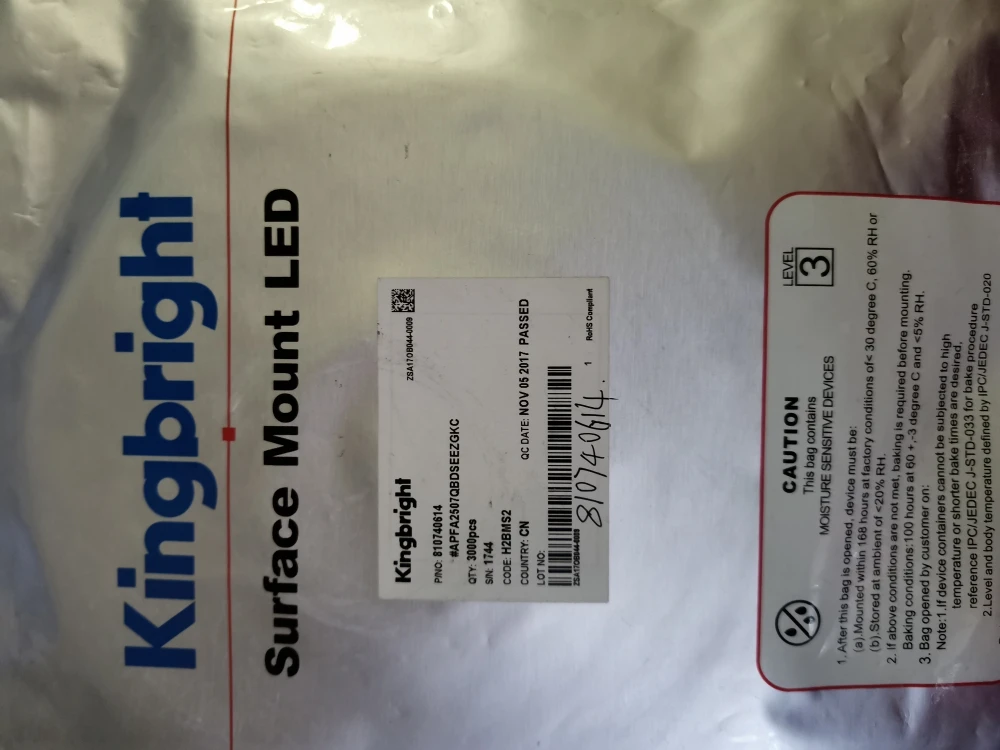 Kingbright
Surface Mount LED
Kingbright
ZSA170B044-0009
P/NO: 810740614
#APFA2507QBDSEEZGKC
QTY: 3000pcs
S/N: 1744
CODE: H2BMS2
COUNTRY: CN QC DATE: NOV 05 2017 PASSED
LOT NO:
ZSA170B044-0009 1 RoHS Compliant
810740614.
LEVEL
3
CAUTION
This bag contains
MOISTURE SENSITIVE DEVICES
1. After this bag is opened, device must be:
(a).Mounted within 168 hours at factory conditions of< 30 degree C, 60% RH or
(b).Stored at ambient of <20% RH.
2. If above conditions are not met, baking is required before mounting.
Baking conditions:100 hours at 60 +,-3 degree C and <5% RH.
3. Bag opened by customer on:
Note:1.If device containers cannot be subjected to high
temperature or shorter bake times are desired,
reference IPC/JEDEC J-STD-033 for bake procedure
2.Level and body temperature defined by IPC/JEDEC J-STD-020